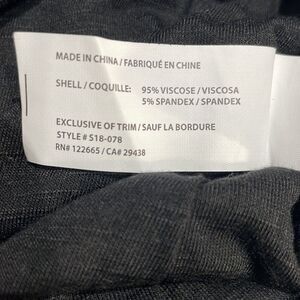 MADE IN CHINA / FABRIQUÉ EN CHINE
SHELL / COQUILLE: 95% VISCOSE / VISCOSA
5% SPANDEX / SPANDEX
EXCLUSIVE OF TRIM / SAUF LA BORDURE
STYLE # S18-078
RN# 122665 / CA# 29438